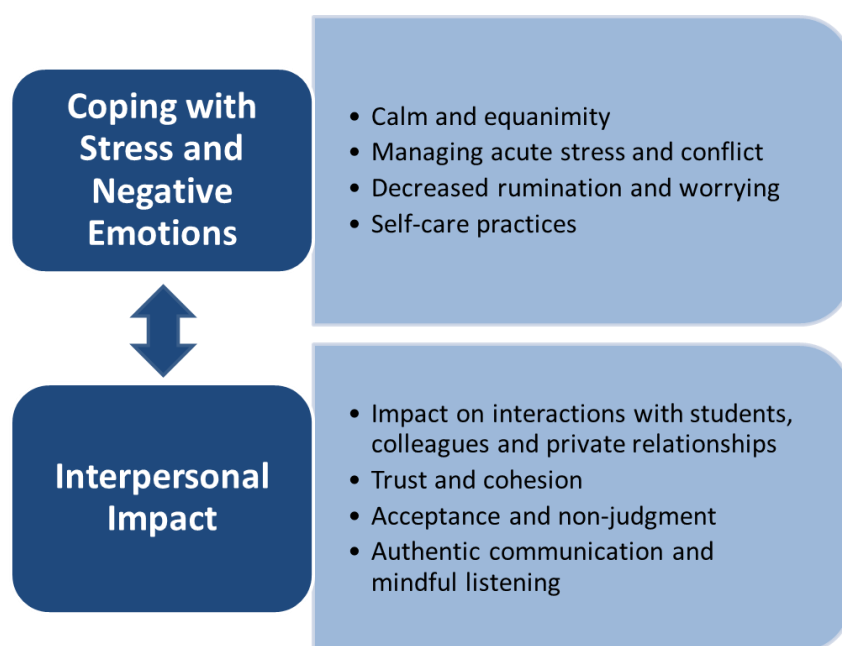 Coping with
Stress and
Negative
Emotions
• Calm and equanimity
• Managing acute stress and conflict
• Decreased rumination and worrying
• Self-care practices
Interpersonal
Impact
• Impact on interactions with students,
colleagues and private relationships
• Trust and cohesion
• Acceptance and non-judgment
• Authentic communication and
mindful listening